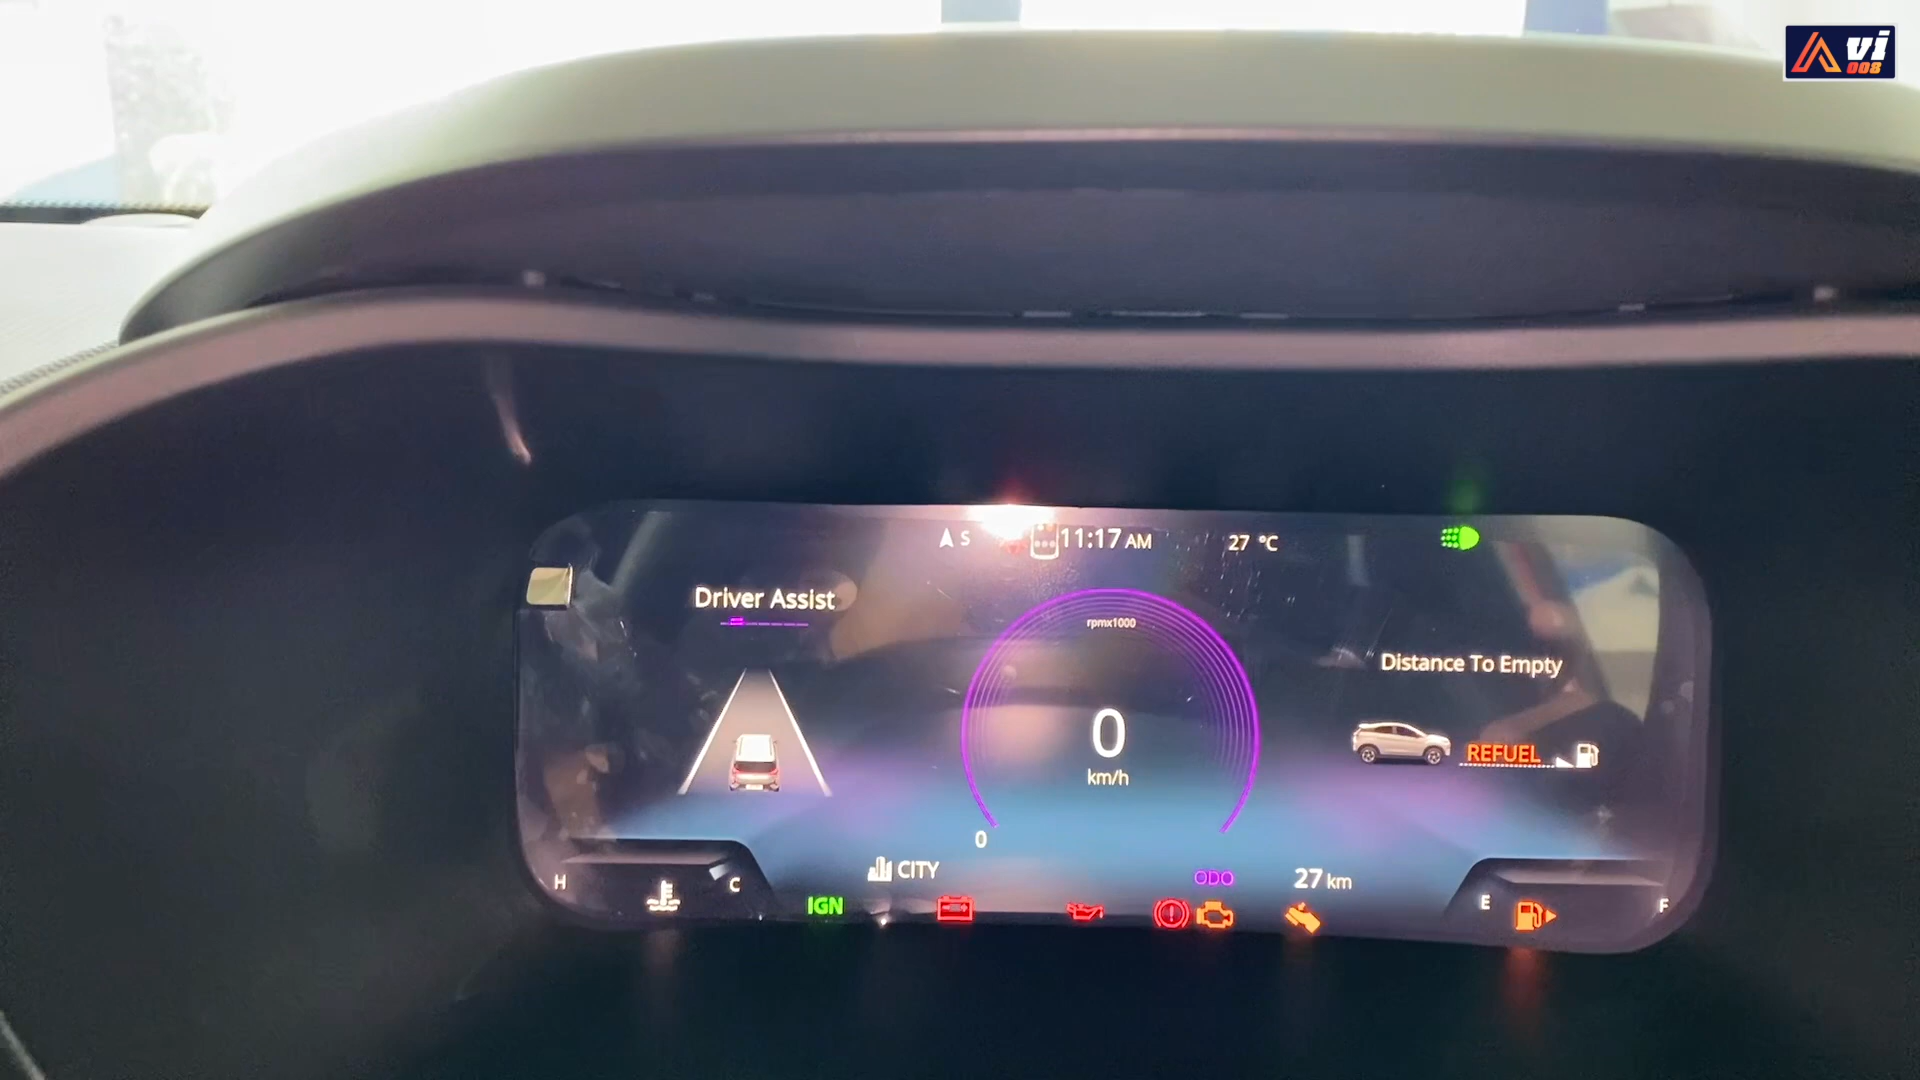 Avi
008
S
11:17 AM
27 °C
Driver Assist
rpmx1000
Distance To Empty
0
km/h
REFUEL
0
CITY
ODO
27 km
H
C
E
F
IGN